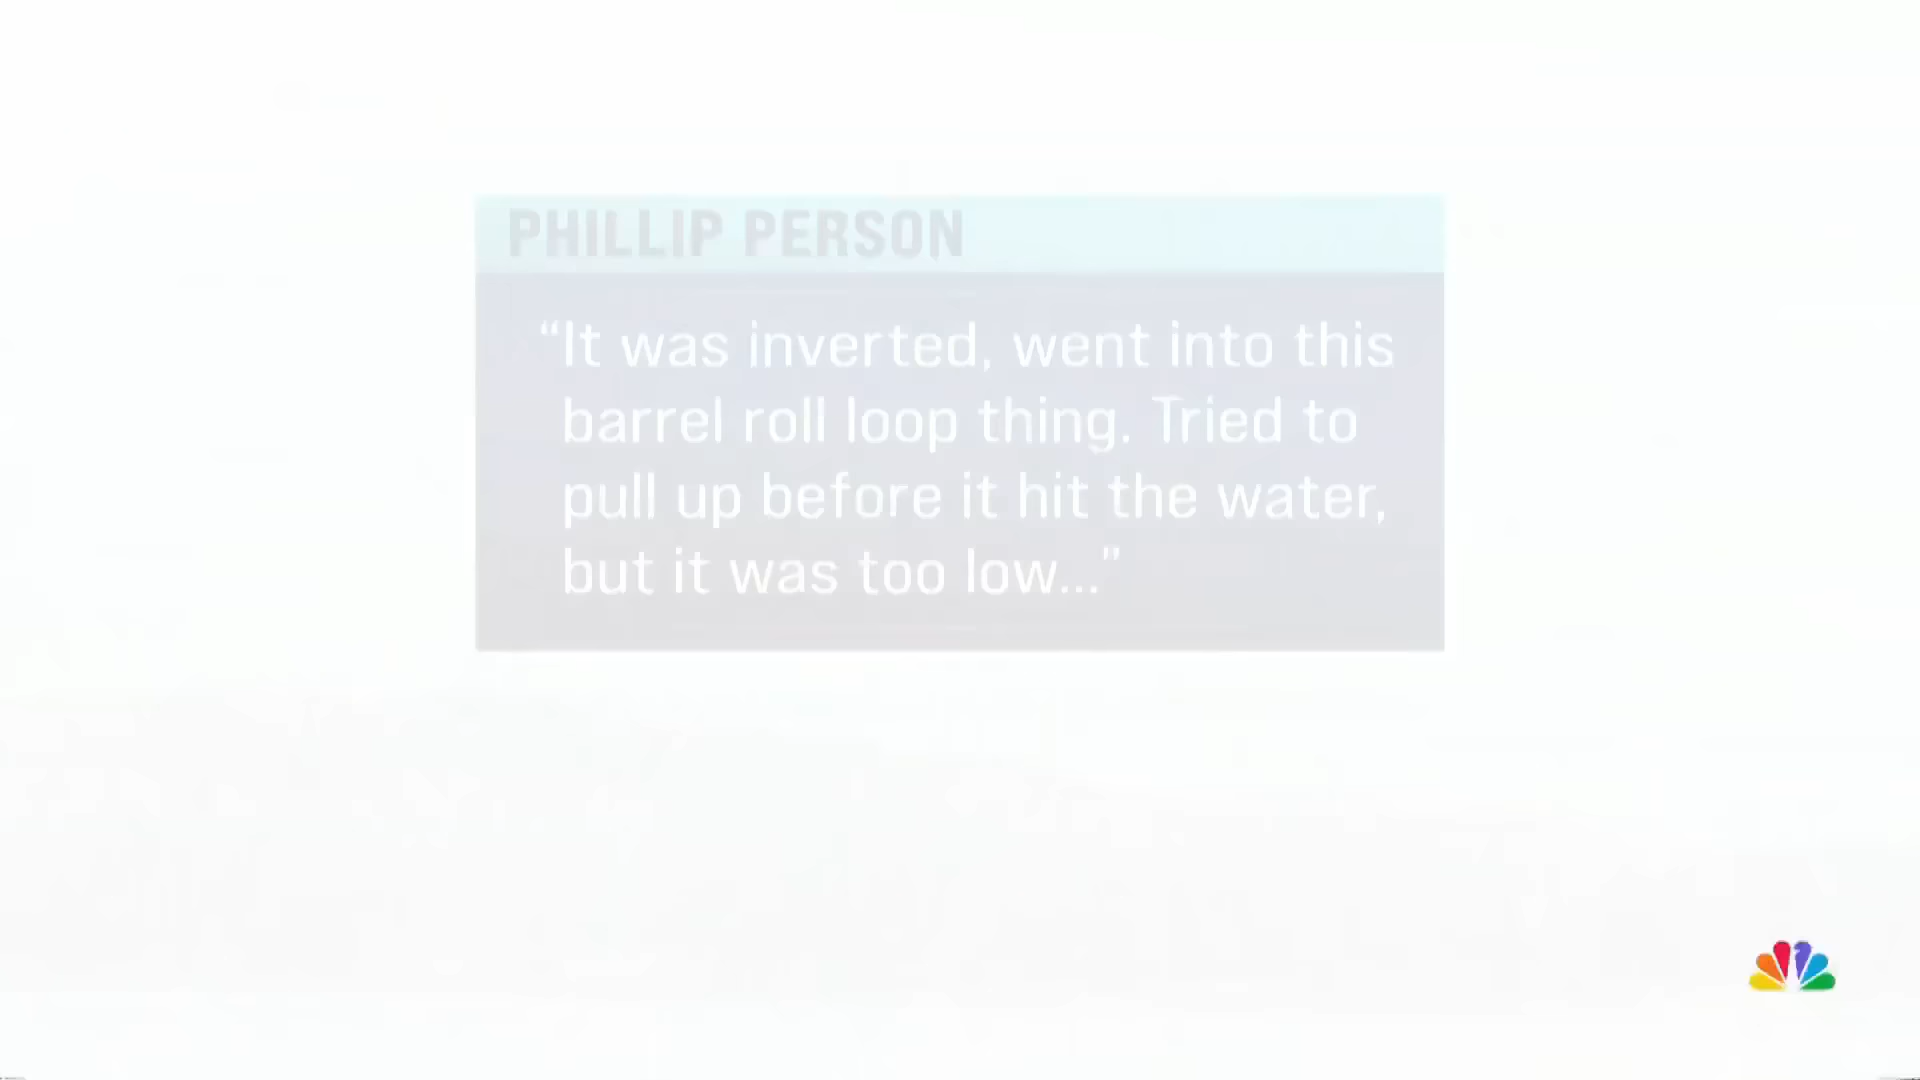 PHILLIP PERSON
“It was inverted, went into this
barrel roll loop thing. Tried to
pull up before it hit the water,
but it was too low...”